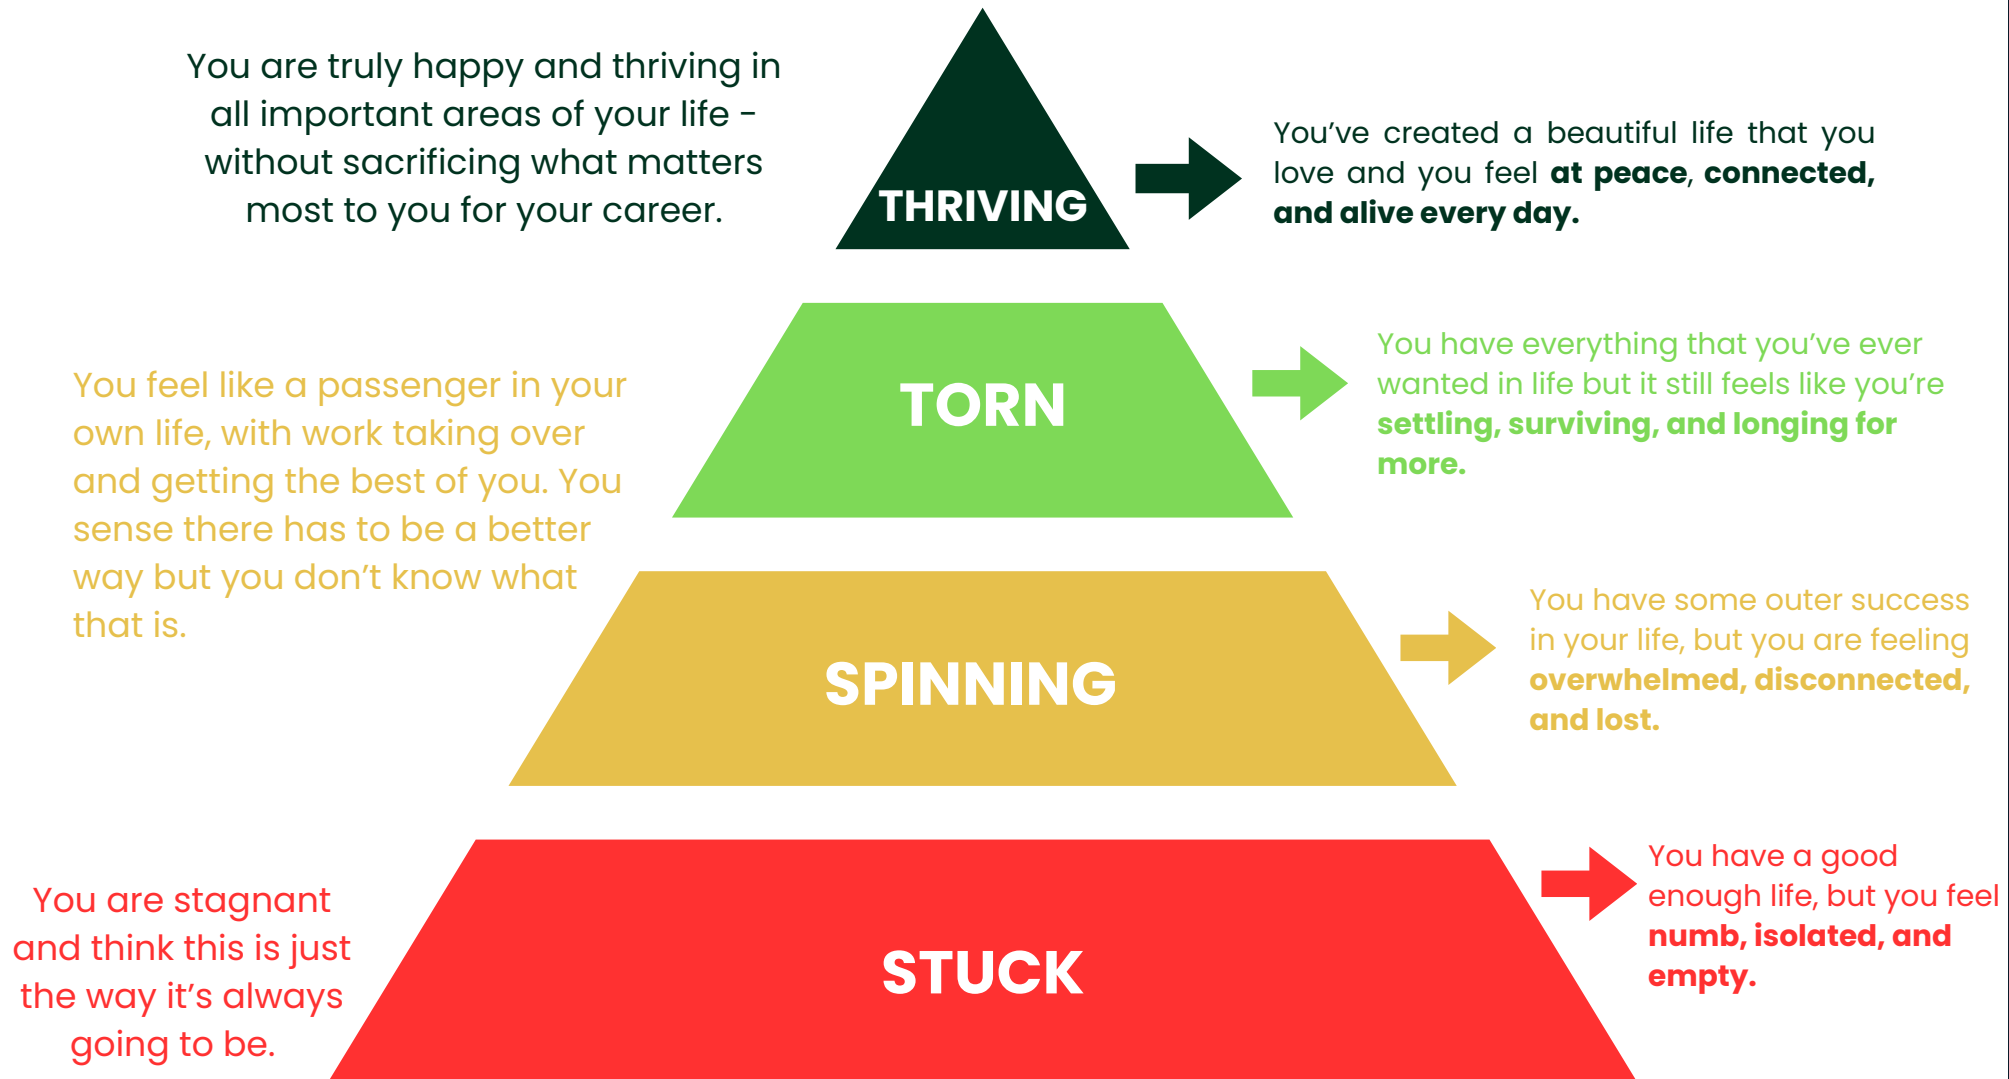 You are truly happy and thriving in
all important areas of your life -
without sacrificing what matters
most to you for your career.
THRIVING
You've created a beautiful life that you
love and you feel at peace, connected,
and alive every day.
TORN
You have everything that you've ever
wanted in life but it still feels like you're
settling, surviving, and longing for
more.
You feel like a passenger in your
own life, with work taking over
and getting the best of you. You
sense there has to be a better
way but you don't know what
that is.
SPINNING
You have some outer success
in your life, but you are feeling
overwhelmed, disconnected,
and lost.
You are stagnant
and think this is just
the way it's always
going to be.
STUCK
You have a good
enough life, but you feel
numb, isolated, and
empty.